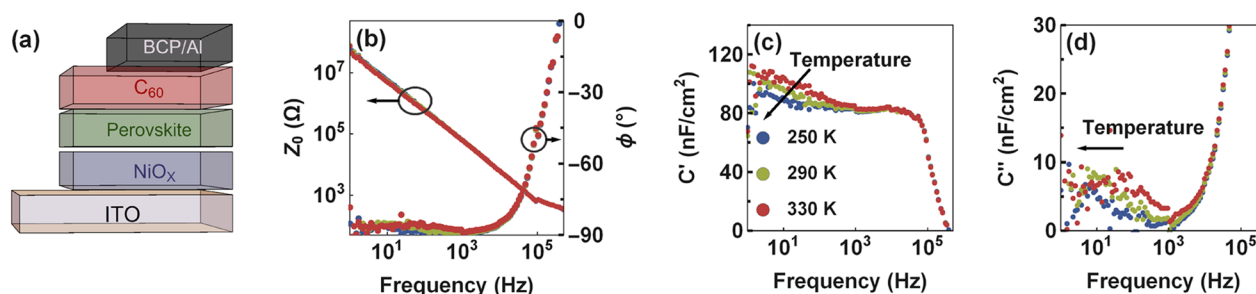 (a)
BCP/Al
C60
Perovskite
NiOX
ITO
(b)
Z0 (Ω)
10^7
10^5
10^3
10^1 10^3 10^5
Frequency (Hz)
0
−30
−60
−90
ϕ (°)
(c)
Temperature
C' (nF/cm²)
120
80
40
0
250 K
290 K
330 K
10^1 10^3 10^5
Frequency (Hz)
(d)
Temperature
C'' (nF/cm²)
30
20
10
0
10^1 10^3 10^5
Frequency (Hz)